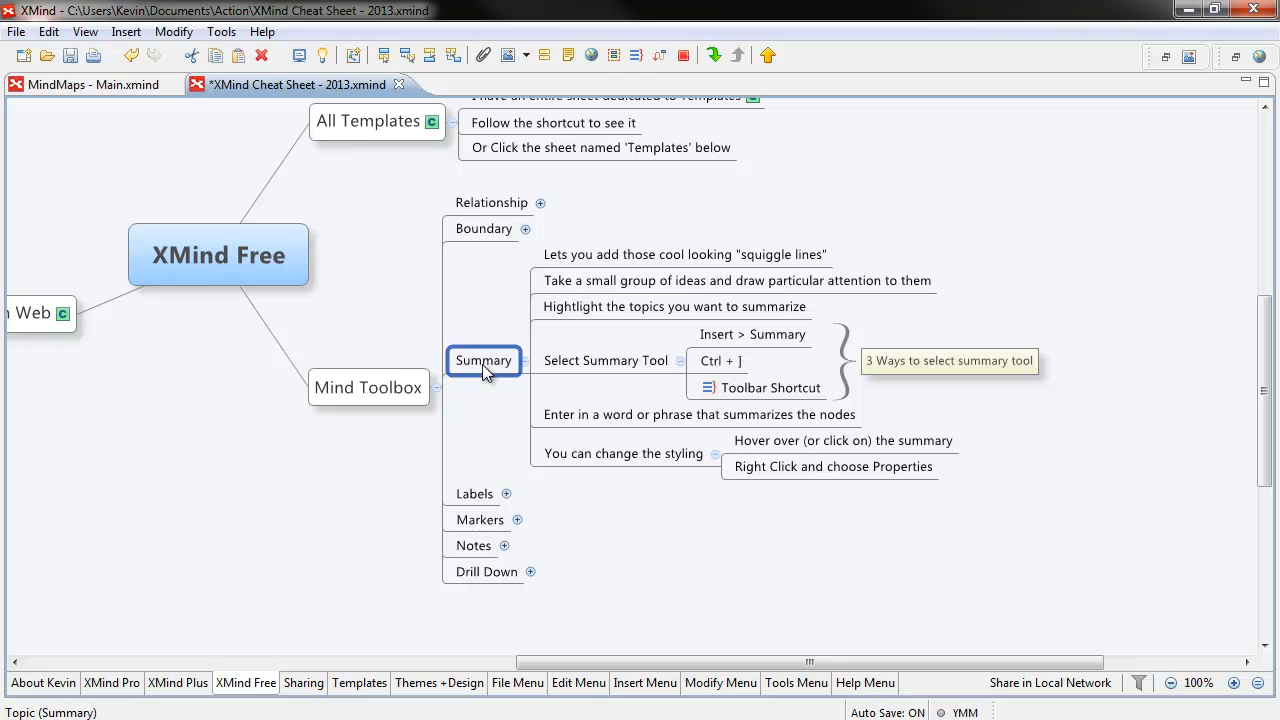 XMind - C:\Users\Kevin\Documents\Action\XMind Cheat Sheet - 2013.xmind
File Edit View Insert Modify Tools Help
MindMaps - Main.xmind *XMind Cheat Sheet - 2013.xmind
I have an entire sheet dedicated to Templates C
All Templates C
Follow the shortcut to see it
Or Click the sheet named 'Templates' below
XMind Free
n Web C
Mind Toolbox
Relationship
Boundary
Summary
Lets you add those cool looking "squiggle lines"
Take a small group of ideas and draw particular attention to them
Hightlight the topics you want to summarize
Select Summary Tool
Insert > Summary
Ctrl + ]
Toolbar Shortcut
3 Ways to select summary tool
Enter in a word or phrase that summarizes the nodes
You can change the styling
Hover over (or click on) the summary
Right Click and choose Properties
Labels
Markers
Notes
Drill Down
About Kevin XMind Pro XMind Plus XMind Free Sharing Templates Themes +Design File Menu Edit Menu Insert Menu Modify Menu Tools Menu Help Menu Share in Local Network 100%
Topic (Summary) Auto Save: ON YMM